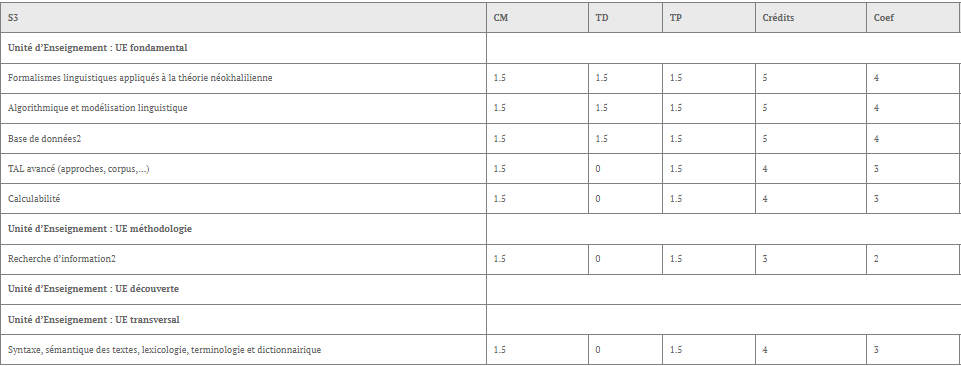 S3 CM TD TP Crédits Coef
Unité d'Enseignement : UE fondamental
Formalismes linguistiques appliqués à la théorie néokhalilienne 1.5 1.5 1.5 5 4
Algorithmique et modélisation linguistique 1.5 1.5 1.5 5 4
Base de données2 1.5 1.5 1.5 5 4
TAL avancé (approches, corpus,…) 1.5 0 1.5 4 3
Calculabilité 1.5 0 1.5 4 3
Unité d'Enseignement : UE méthodologie
Recherche d'information2 1.5 0 1.5 3 2
Unité d'Enseignement : UE découverte
Unité d'Enseignement : UE transversal
Syntaxe, sémantique des textes, lexicologie, terminologie et dictionnairique 1.5 0 1.5 4 3